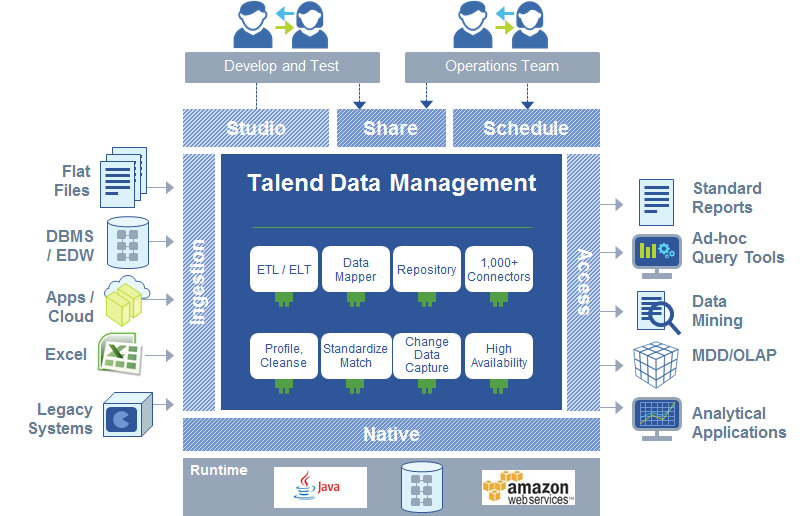 Develop and Test
Operations Team
Studio
Share
Schedule
Flat
Files
DBMS
/ EDW
Apps /
Cloud
Excel
Legacy
Systems
Ingestion
Talend Data Management
ETL / ELT
Data
Mapper
Repository
1,000+
Connectors
Profile,
Cleanse
Standardize
Match
Change
Data
Capture
High
Availability
Access
Standard
Reports
Ad-hoc
Query Tools
Data
Mining
MDD/OLAP
Analytical
Applications
Native
Runtime
Java
amazon
web services™